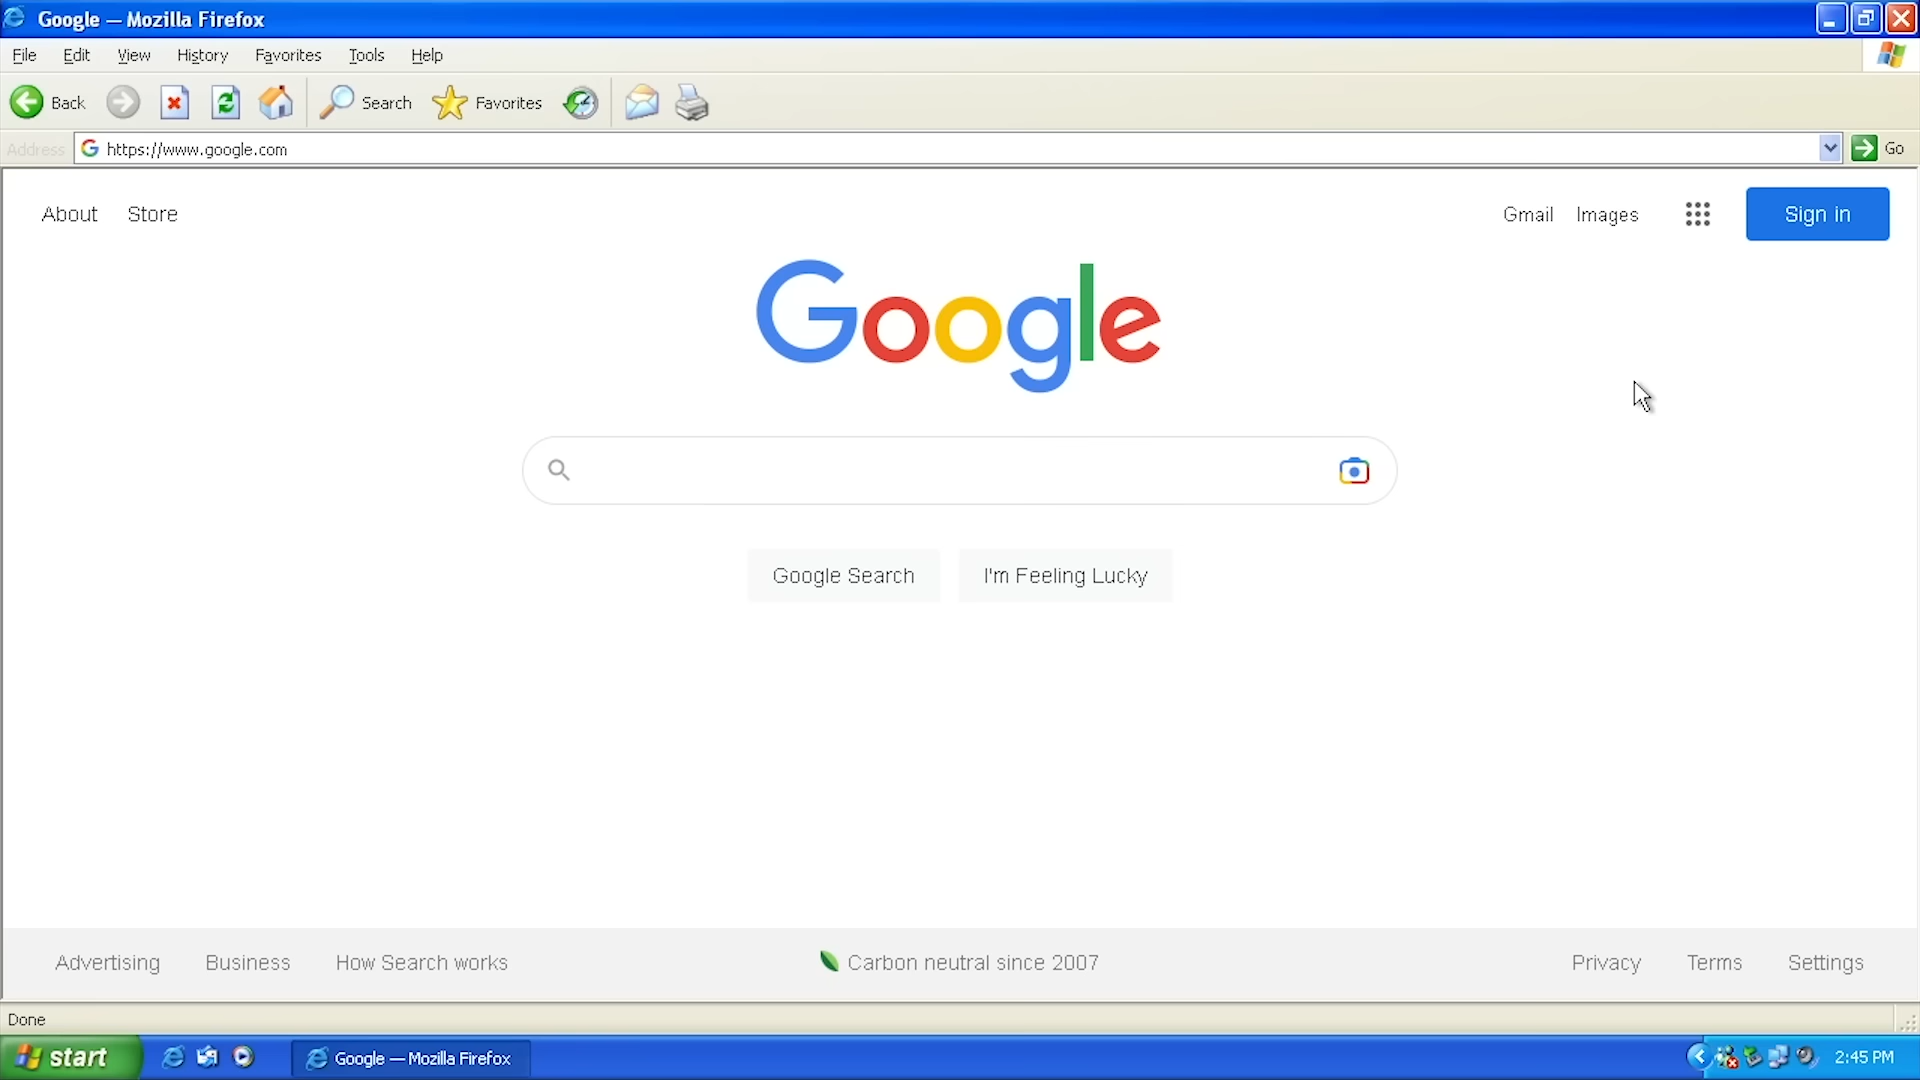 Google — Mozilla Firefox
File Edit View History Favorites Tools Help
Back Search Favorites
Address https://www.google.com Go
About Store Gmail Images Sign in
Google
Google Search I'm Feeling Lucky
Advertising Business How Search works Carbon neutral since 2007 Privacy Terms Settings
Done
start Google — Mozilla Firefox 2:45 PM